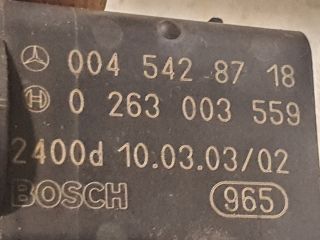 004 542 87 18
0 263 003 559
2400d 10.03.03/02
BOSCH 965